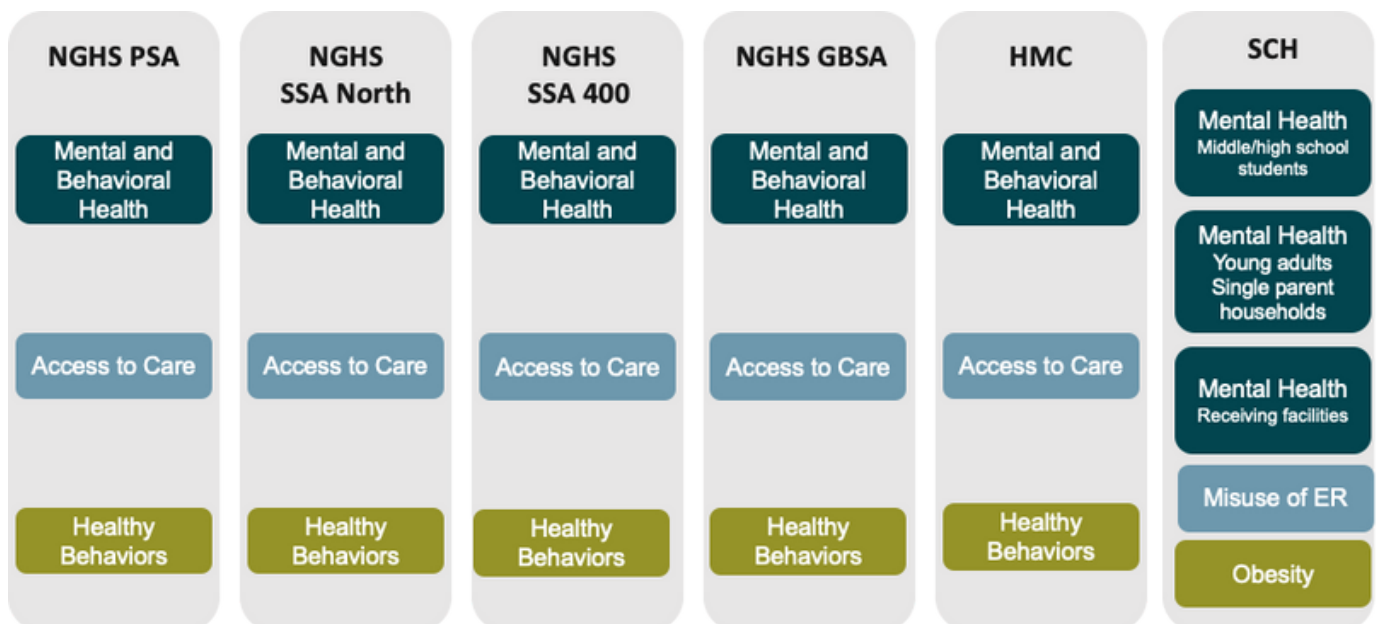 NGHS PSA
Mental and
Behavioral
Health
Access to Care
Healthy
Behaviors
NGHS
SSA North
Mental and
Behavioral
Health
Access to Care
Healthy
Behaviors
NGHS
SSA 400
Mental and
Behavioral
Health
Access to Care
Healthy
Behaviors
NGHS GBSA
Mental and
Behavioral
Health
Access to Care
Healthy
Behaviors
HMC
Mental and
Behavioral
Health
Access to Care
Healthy
Behaviors
SCH
Mental Health
Middle/high school
students
Mental Health
Young adults
Single parent
households
Mental Health
Receiving facilities
Misuse of ER
Obesity